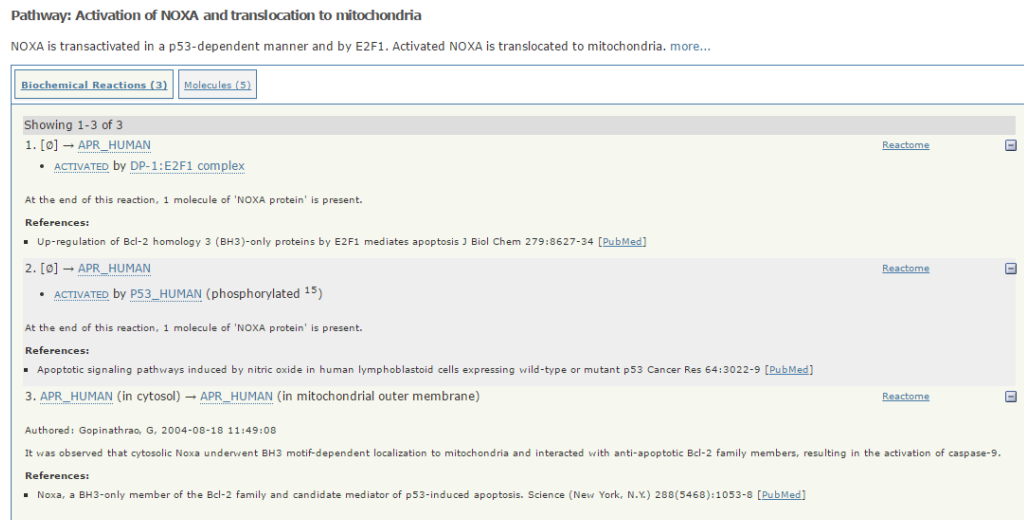 Pathway: Activation of NOXA and translocation to mitochondria
NOXA is transactivated in a p53-dependent manner and by E2F1. Activated NOXA is translocated to mitochondria. more...
Biochemical Reactions (3) Molecules (5)
Showing 1-3 of 3
1. [Ø] → APR_HUMAN Reactome
• ACTIVATED by DP-1:E2F1 complex
At the end of this reaction, 1 molecule of 'NOXA protein' is present.
References:
▪ Up-regulation of Bcl-2 homology 3 (BH3)-only proteins by E2F1 mediates apoptosis J Biol Chem 279:8627-34 [PubMed]
2. [Ø] → APR_HUMAN Reactome
• ACTIVATED by P53_HUMAN (phosphorylated 15)
At the end of this reaction, 1 molecule of 'NOXA protein' is present.
References:
▪ Apoptotic signaling pathways induced by nitric oxide in human lymphoblastoid cells expressing wild-type or mutant p53 Cancer Res 64:3022-9 [PubMed]
3. APR_HUMAN (in cytosol) → APR_HUMAN (in mitochondrial outer membrane) Reactome
Authored: Gopinathrao, G, 2004-08-18 11:49:08
It was observed that cytosolic Noxa underwent BH3 motif-dependent localization to mitochondria and interacted with anti-apoptotic Bcl-2 family members, resulting in the activation of caspase-9.
References:
▪ Noxa, a BH3-only member of the Bcl-2 family and candidate mediator of p53-induced apoptosis. Science (New York, N.Y.) 288(5468):1053-8 [PubMed]